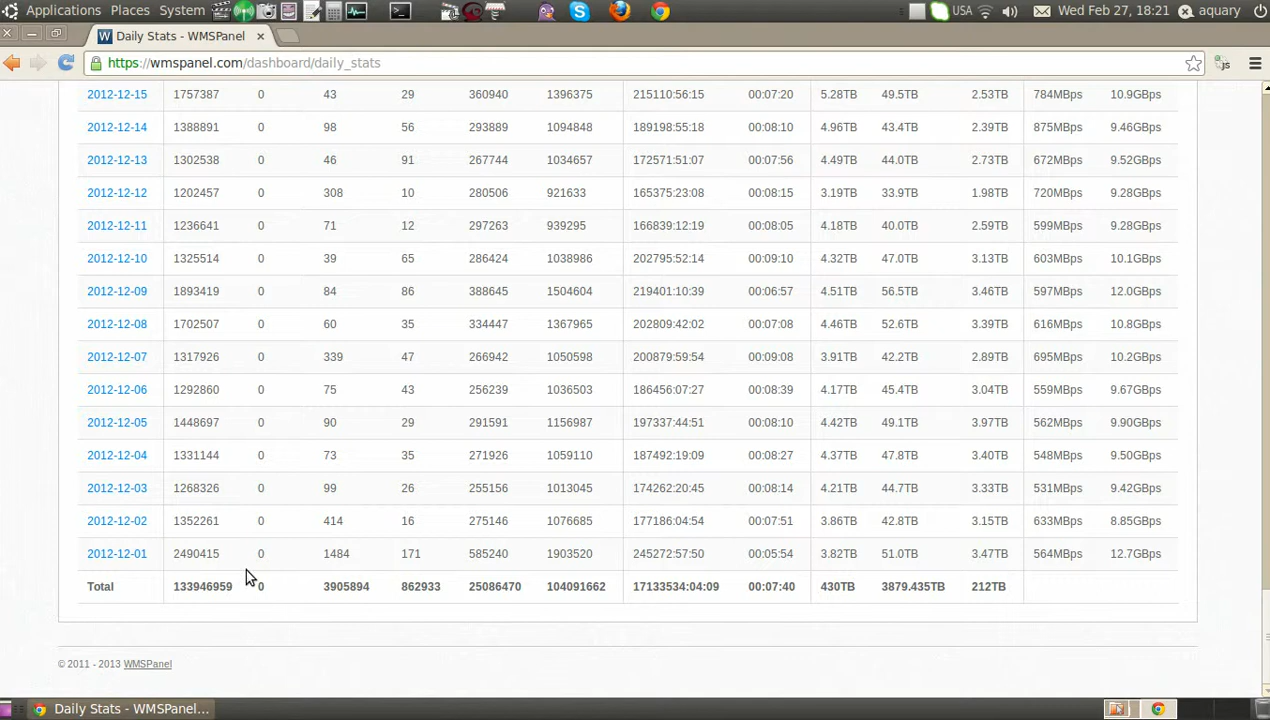 Applications Places System USA Wed Feb 27, 18:21 aquary
Daily Stats - WMSPanel
https://wmspanel.com/dashboard/daily_stats
2012-12-15 1757387 0 43 29 360940 1396375 215110:56:15 00:07:20 5.28TB 49.5TB 2.53TB 784MBps 10.9GBps
2012-12-14 1388891 0 98 56 293889 1094848 189198:55:18 00:08:10 4.96TB 43.4TB 2.39TB 875MBps 9.46GBps
2012-12-13 1302538 0 46 91 267744 1034657 172571:51:07 00:07:56 4.49TB 44.0TB 2.73TB 672MBps 9.52GBps
2012-12-12 1202457 0 308 10 280506 921633 165375:23:08 00:08:15 3.19TB 33.9TB 1.98TB 720MBps 9.28GBps
2012-12-11 1236641 0 71 12 297263 939295 166839:12:19 00:08:05 4.18TB 40.0TB 2.59TB 599MBps 9.28GBps
2012-12-10 1325514 0 39 65 286424 1038986 202795:52:14 00:09:10 4.32TB 47.0TB 3.13TB 603MBps 10.1GBps
2012-12-09 1893419 0 84 86 388645 1504604 219401:10:39 00:06:57 4.51TB 56.5TB 3.46TB 597MBps 12.0GBps
2012-12-08 1702507 0 60 35 334447 1367965 202809:42:02 00:07:08 4.46TB 52.6TB 3.39TB 616MBps 10.8GBps
2012-12-07 1317926 0 339 47 266942 1050598 200879:59:54 00:09:08 3.91TB 42.2TB 2.89TB 695MBps 10.2GBps
2012-12-06 1292860 0 75 43 256239 1036503 186456:07:27 00:08:39 4.17TB 45.4TB 3.04TB 559MBps 9.67GBps
2012-12-05 1448697 0 90 29 291591 1156987 197337:44:51 00:08:10 4.42TB 49.1TB 3.97TB 562MBps 9.90GBps
2012-12-04 1331144 0 73 35 271926 1059110 187492:19:09 00:08:27 4.37TB 47.8TB 3.40TB 548MBps 9.50GBps
2012-12-03 1268326 0 99 26 255156 1013045 174262:20:45 00:08:14 4.21TB 44.7TB 3.33TB 531MBps 9.42GBps
2012-12-02 1352261 0 414 16 275146 1076685 177186:04:54 00:07:51 3.86TB 42.8TB 3.15TB 633MBps 8.85GBps
2012-12-01 2490415 0 1484 171 585240 1903520 245272:57:50 00:05:54 3.82TB 51.0TB 3.47TB 564MBps 12.7GBps
Total 133946959 0 3905894 862933 25086470 104091662 17133534:04:09 00:07:40 430TB 3879.435TB 212TB
© 2011 - 2013 WMSPanel
Daily Stats - WMSPanel...